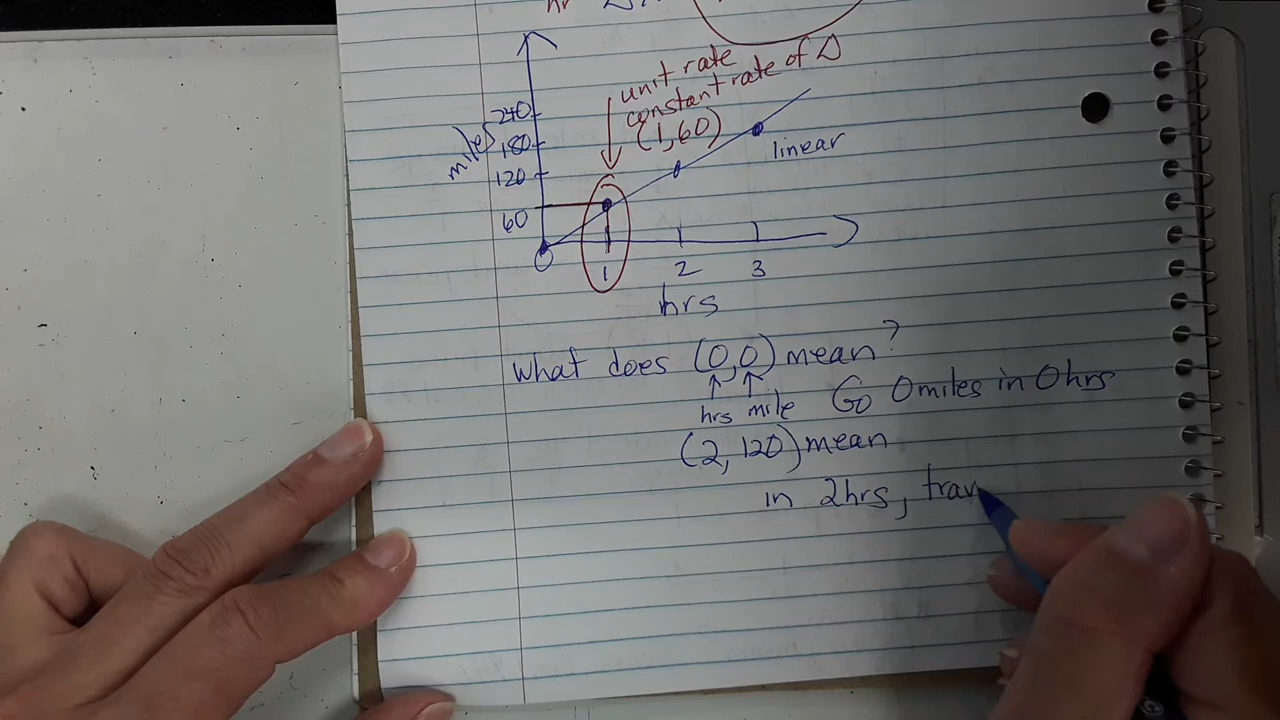 hr
unit rate
constant rate of Δ
(1,60)
240
180
120
60
miles
linear
0
1
2
3
hrs
What does (0,0) mean?
hrs mile Go 0 miles in 0 hrs
(2, 120) mean
in 2hrs, trav